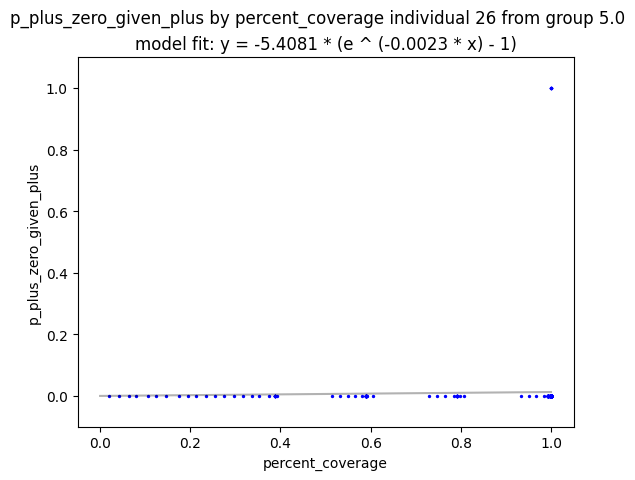 p_plus_zero_given_plus by percent_coverage individual 26 from group 5.0
model fit: y = -5.4081 * (e ^ (-0.0023 * x) - 1)
1.0
0.8
0.6
0.4
0.2
0.0
p_plus_zero_given_plus
0.0 0.2 0.4 0.6 0.8 1.0
percent_coverage